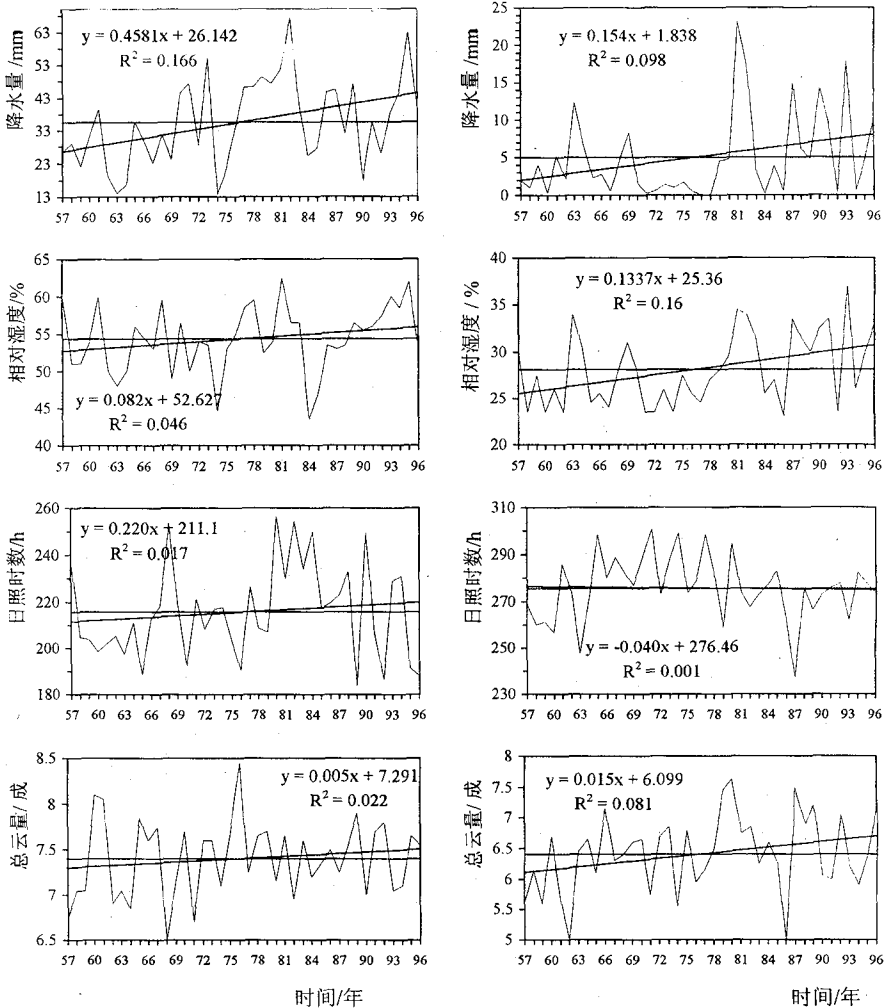 降水量/mm
63
53
43
33
23
13
y = 0.4581x + 26.142
R² = 0.166
57 60 63 66 69 72 75 78 81 84 87 90 93 96
降水量/mm
25
20
15
10
5
0
y = 0.154x + 1.838
R² = 0.098
57 60 63 66 69 72 75 78 81 84 87 90 93 96
相对湿度/%
65
60
55
50
45
40
y = 0.082x + 52.627
R² = 0.046
57 60 63 66 69 72 75 78 81 84 87 90 93 96
相对湿度/%
40
35
30
25
20
y = 0.1337x + 25.36
R² = 0.16
57 60 63 66 69 72 75 78 81 84 87 90 93 96
日照时数/h
260
240
220
200
180
y = 0.220x + 211.1
R² = 0.017
57 60 63 66 69 72 75 78 81 84 87 90 93 96
日照时数/h
310
290
270
250
230
y = -0.040x + 276.46
R² = 0.001
57 60 63 66 69 72 75 78 81 84 87 90 93 96
总云量/成
8.5
8
7.5
7
6.5
y = 0.005x + 7.291
R² = 0.022
57 60 63 66 69 72 75 78 81 84 87 90 93 96
时间/年
总云量/成
8
7.5
7
6.5
6
5.5
5
y = 0.015x + 6.099
R² = 0.081
57 60 63 66 69 72 75 78 81 84 87 90 93 96
时间/年